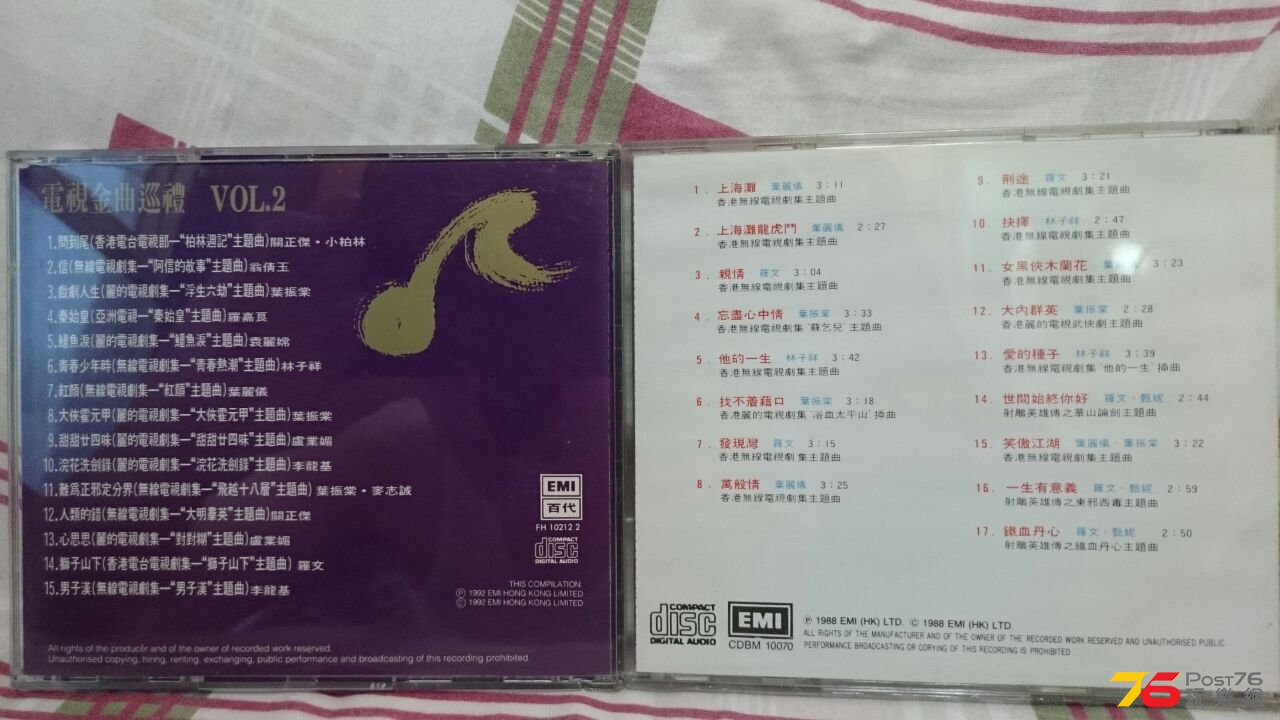 電視金曲巡禮 VOL.2
1.問到尾(香港電台電視部—“柏林週記”主題曲)關正傑・小柏林
2.信(無線電視劇集—“阿信的故事”主題曲)翁倩玉
3.戲劇人生(麗的電視劇集—“浮生六劫”主題曲)葉振棠
4.秦始皇(亞洲電視—“秦始皇”主題曲)羅嘉良
5.鱷魚淚(麗的電視劇集—“鱷魚淚”主題曲)袁麗嫦
6.青春少年時(無線電視劇集—“青春熱潮”主題曲)林子祥
7.紅顏(無線電視劇集—“紅顏”主題曲)葉麗儀
8.大俠霍元甲(麗的電視劇集—“大俠霍元甲”主題曲)葉振棠
9.甜甜廿四味(麗的電視劇集—“甜甜廿四味”主題曲)盧業媚
10.浣花洗劍錄(麗的電視劇集—“浣花洗劍錄”主題曲)李龍基
11.難為正邪定分界(無線電視劇集—“飛越十八層”主題曲)葉振棠・麥志誠
12.人類的錯(無線電視劇集—“大明羣英”主題曲)關正傑
13.心思思(麗的電視劇集—“對對糊”主題曲)盧業媚
14.獅子山下(香港電台電視劇集—“獅子山下”主題曲)羅文
15.男子漢(無線電視劇集—“男子漢”主題曲)李龍基
EMI
百代
FH 10212 2
COMPACT
disc
DIGITAL AUDIO
THIS COMPILATION:
Ⓟ 1992 EMI HONG KONG LIMITED
Ⓒ 1992 EMI HONG KONG LIMITED
All rights of the producer and of the owner of recorded work reserved.
Unauthorised copying, hiring, renting, exchanging, public performance and broadcasting of this recording prohibited.
1. 上海灘 葉麗儀 3:11
香港無線電視劇集主題曲
2. 上海灘龍虎鬥 葉麗儀 2:27
香港無線電視劇集主題曲
3. 親情 羅文 3:04
香港無線電視劇集主題曲
4. 忘盡心中情 葉振棠 3:33
香港無線電視劇集‘蘇乞兒’主題曲
5. 他的一生 林子祥 3:42
香港無線電視劇集主題曲
6. 找不着藉口 葉振棠 3:18
香港麗的電視劇集‘浴血太平山’揷曲
7. 發現灣 羅文 3:15
香港無線電視劇集主題曲
8. 萬般情 葉麗儀 3:25
香港無線電視劇集主題曲
9. 荊途 羅文 3:21
香港無線電視劇集主題曲
10. 抉擇 林子祥 2:47
香港無線電視劇集主題曲
11. 女黑俠木蘭花 3:23
香港無線電視劇集主題曲
12. 大內群英 葉振棠 2:28
香港麗的電視武俠劇主題曲
13. 愛的種子 林子祥 3:39
香港無線電視劇集‘他的一生’揷曲
14. 世間始終你好 羅文、甄妮 2:44
射鵰英雄傳之華山論劍主題曲
15. 笑傲江湖 葉麗儀、葉振棠 3:22
香港無線電視劇集主題曲
16. 一生有意義 羅文、甄妮 2:59
射鵰英雄傳之東邪西毒主題曲
17. 鐵血丹心 羅文、甄妮 2:50
射鵰英雄傳之鐵血丹心主題曲
COMPACT
disc
DIGITAL AUDIO
EMI
CDBM 10070
Ⓟ 1988 EMI (HK) LTD. Ⓒ 1988 EMI (HK) LTD.
ALL RIGHTS OF THE MANUFACTURER AND OF THE OWNER OF THE RECORDED WORK RESERVED AND UNAUTHORISED PUBLIC
PERFORMANCE BROADCASTING OR COPYING OF THIS RECORDING IS PROHIBITED
76 Post76
玩樂網